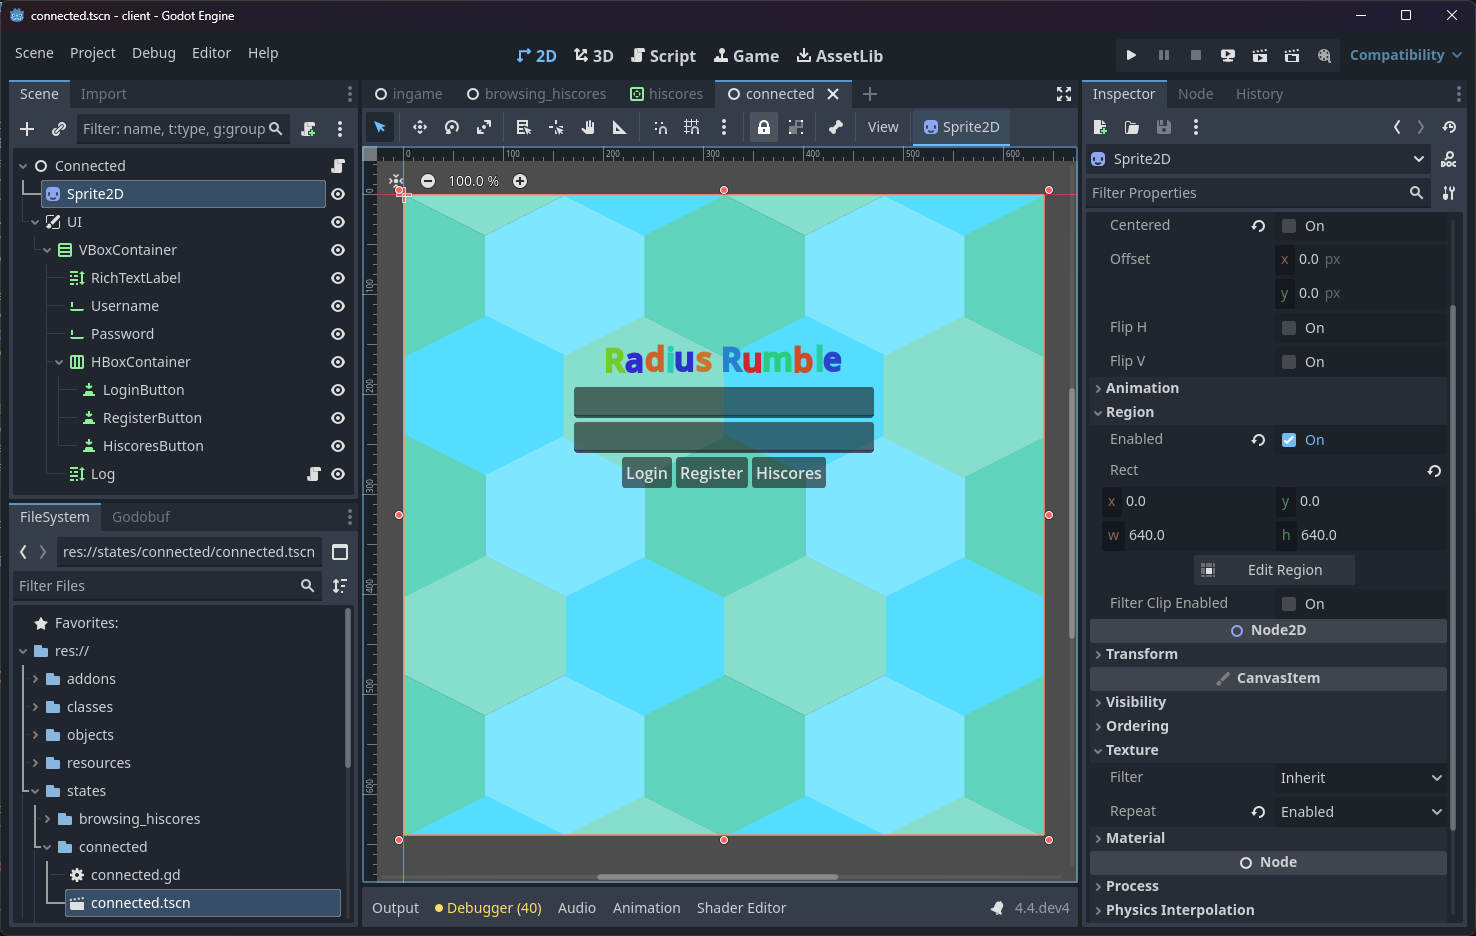 connected.tscn - client - Godot Engine
Scene Project Debug Editor Help
2D 3D Script Game AssetLib
Compatibility
Scene Import
Filter: name, t:type, g:group
Connected
Sprite2D
UI
VBoxContainer
RichTextLabel
Username
Password
HBoxContainer
LoginButton
RegisterButton
HiscoresButton
Log
FileSystem Godobuf
res://states/connected/connected.tscn
Filter Files
Favorites:
res://
addons
classes
objects
resources
states
browsing_hiscores
connected
connected.gd
connected.tscn
ingame browsing_hiscores hiscores connected
View Sprite2D
0 100 200 300 400 500 600
100.0 %
0
100
200
300
400
500
600
Radius Rumble
Login Register Hiscores
Output Debugger (40) Audio Animation Shader Editor 4.4.dev4
Inspector Node History
Sprite2D
Filter Properties
Centered On
Offset x 0.0 px
y 0.0 px
Flip H On
Flip V On
Animation
Region
Enabled On
Rect
x 0.0 y 0.0
w 640.0 h 640.0
Edit Region
Filter Clip Enabled On
Node2D
Transform
CanvasItem
Visibility
Ordering
Texture
Filter Inherit
Repeat Enabled
Material
Node
Process
Physics Interpolation